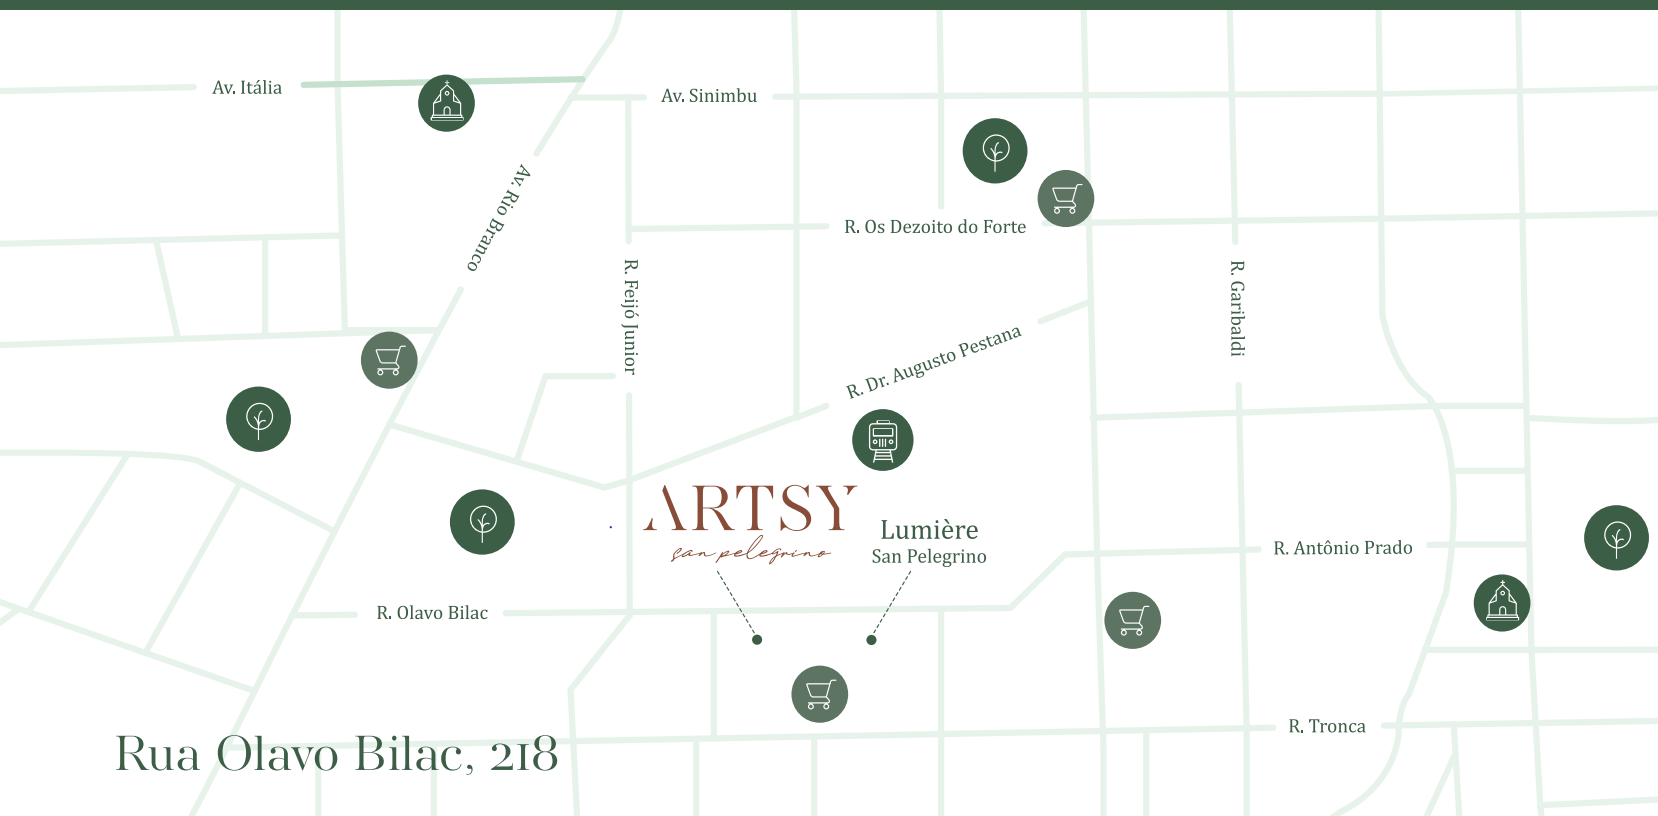 Av. Itália
Av. Sinimbu
Av. Rio Branco
R. Os Dezoito do Forte
R. Feijó Junior
R. Garibaldi
R. Dr. Augusto Pestana
ARTSY
san pelegrino
Lumière
San Pelegrino
R. Antônio Prado
R. Olavo Bilac
R. Tronca
Rua Olavo Bilac, 218